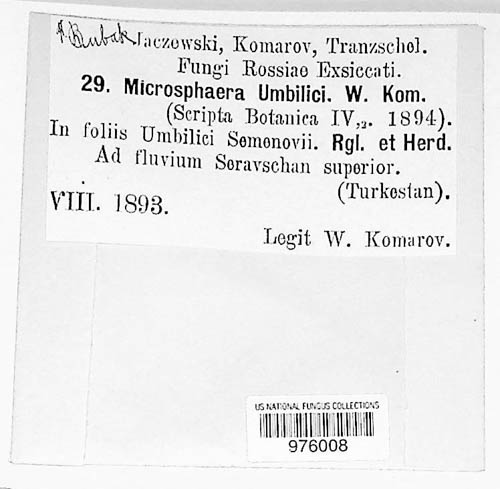 F. Bubák Jaczewski, Komarov, Tranzschel.
Fungi Rossiae Exsiccati.
29. Microsphaera Umbilici. W. Kom.
(Scripta Botanica IV,₂. 1894).
In foliis Umbilici Semenovii. Rgl. et Herd.
Ad fluvium Seravschan superior.
(Turkestan).
VIII. 1893.
Legit W. Komarov.
US NATIONAL FUNGUS COLLECTIONS
976008